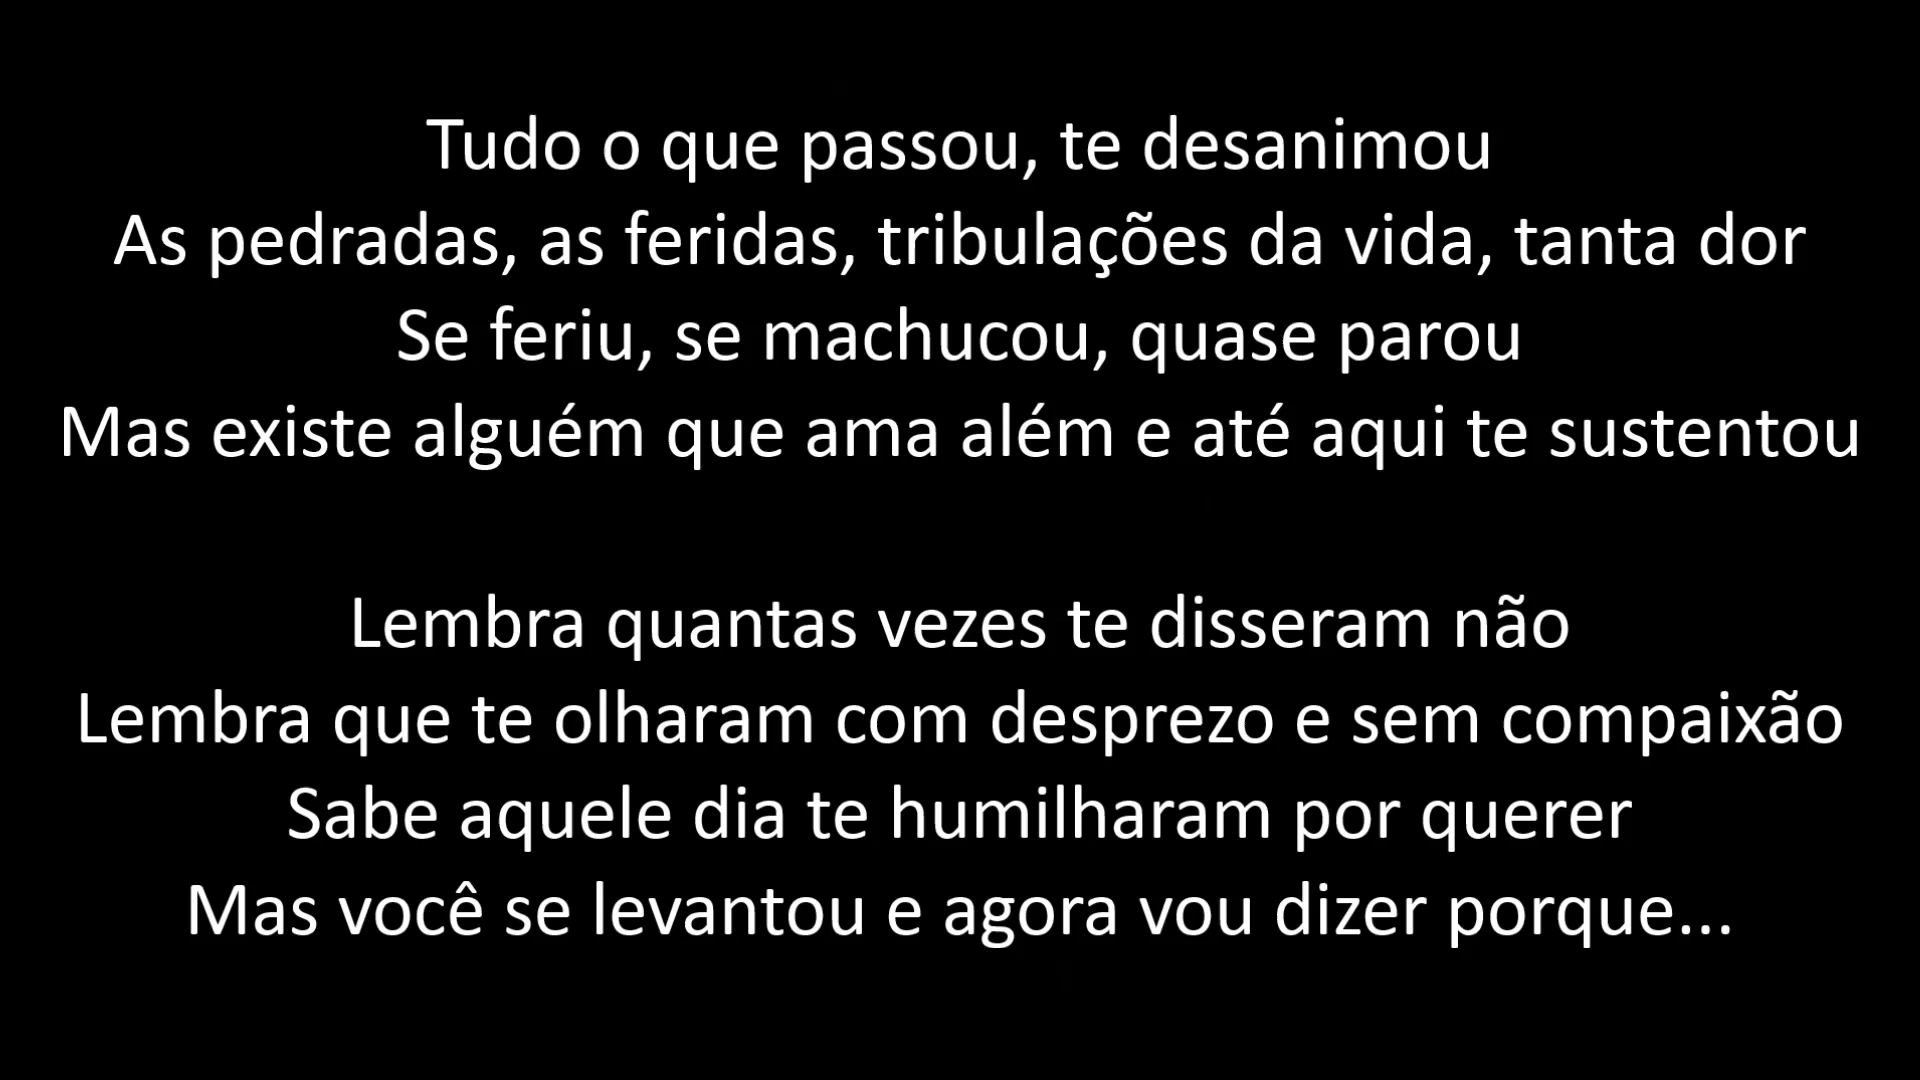 Tudo o que passou, te desanimou
As pedradas, as feridas, tribulações da vida, tanta dor
Se feriu, se machucou, quase parou
Mas existe alguém que ama além e até aqui te sustentou
Lembra quantas vezes te disseram não
Lembra que te olharam com desprezo e sem compaixão
Sabe aquele dia te humilharam por querer
Mas você se levantou e agora vou dizer porque...